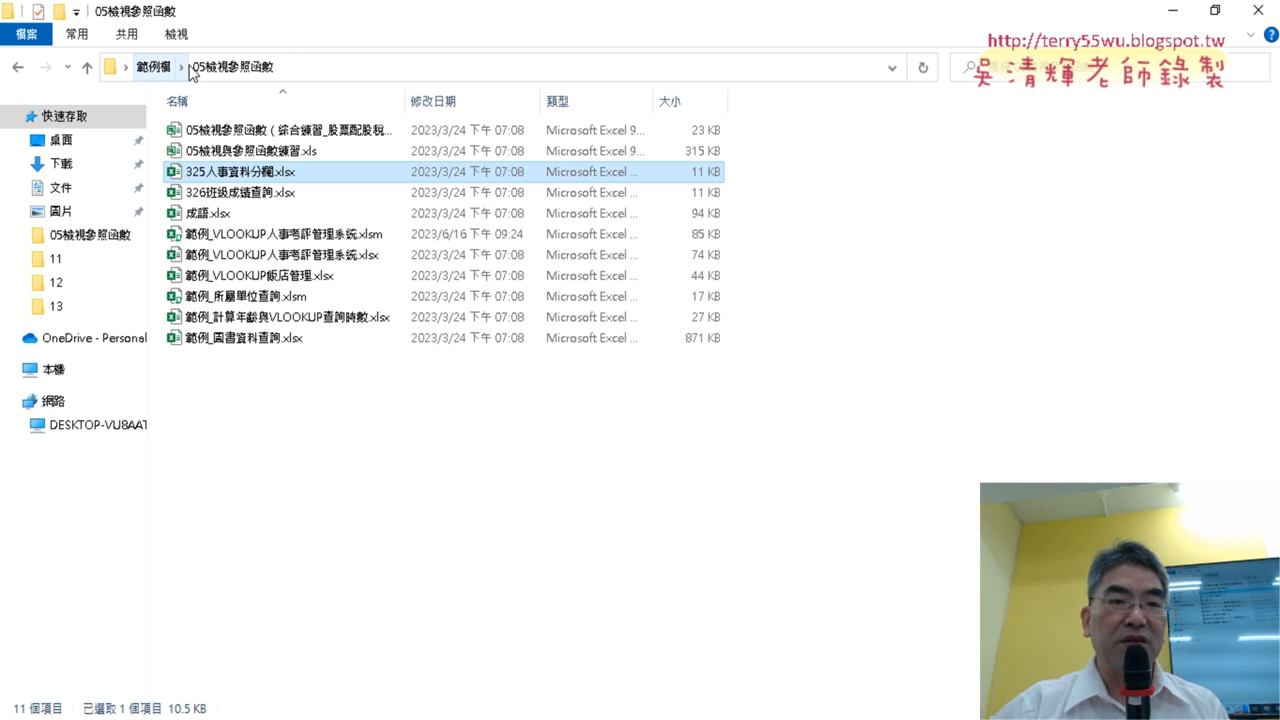 05檢視參照函數
檔案 常用 共用 檢視
範例檔 05檢視參照函數
http://terry55wu.blogspot.tw
吳清輝老師錄製
名稱 修改日期 類型 大小
快速存取
桌面
下載
文件
圖片
05檢視參照函數
11
12
13
OneDrive - Personal
本機
網路
DESKTOP-VU8AAT
05檢視參照函數（綜合練習_股票配股稅... 2023/3/24 下午 07:08 Microsoft Excel 9... 23 KB
05檢視與參照函數練習.xls 2023/3/24 下午 07:08 Microsoft Excel 9... 315 KB
325人事資料分欄.xlsx 2023/3/24 下午 07:08 Microsoft Excel ... 11 KB
326班級成績查詢.xlsx 2023/3/24 下午 07:08 Microsoft Excel ... 11 KB
成語.xlsx 2023/3/24 下午 07:08 Microsoft Excel ... 94 KB
範例_VLOOKUP人事考評管理系統.xlsm 2023/6/16 下午 09:24 Microsoft Excel ... 85 KB
範例_VLOOKUP人事考評管理系統.xlsx 2023/3/24 下午 07:08 Microsoft Excel ... 74 KB
範例_VLOOKUP飯店管理.xlsx 2023/3/24 下午 07:08 Microsoft Excel ... 44 KB
範例_所屬單位查詢.xlsm 2023/3/24 下午 07:08 Microsoft Excel ... 17 KB
範例_計算年齡與VLOOKUP查詢時數.xlsx 2023/3/24 下午 07:08 Microsoft Excel ... 27 KB
範例_圖書資料查詢.xlsx 2023/3/24 下午 07:08 Microsoft Excel ... 871 KB
11 個項目 已選取 1 個項目 10.5 KB